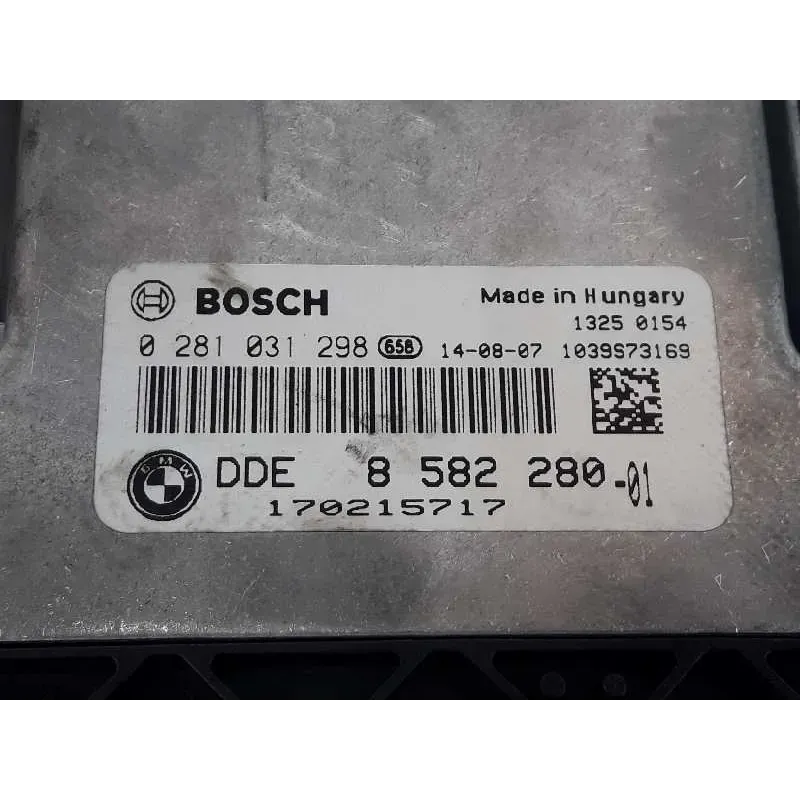 BOSCH
Made in Hungary
1325 0154
0 281 031 298 658 14-08-07 1039S73169
BMW
DDE 8 582 280-01
170215717